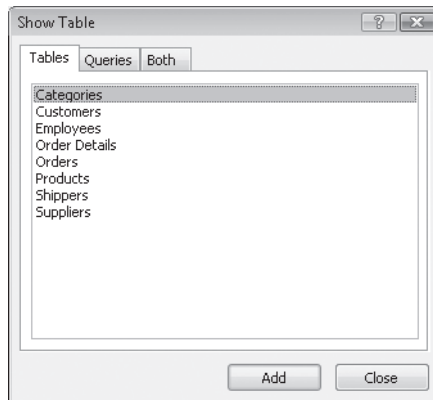 Show Table
Tables Queries Both
Categories
Customers
Employees
Order Details
Orders
Products
Shippers
Suppliers
Add Close